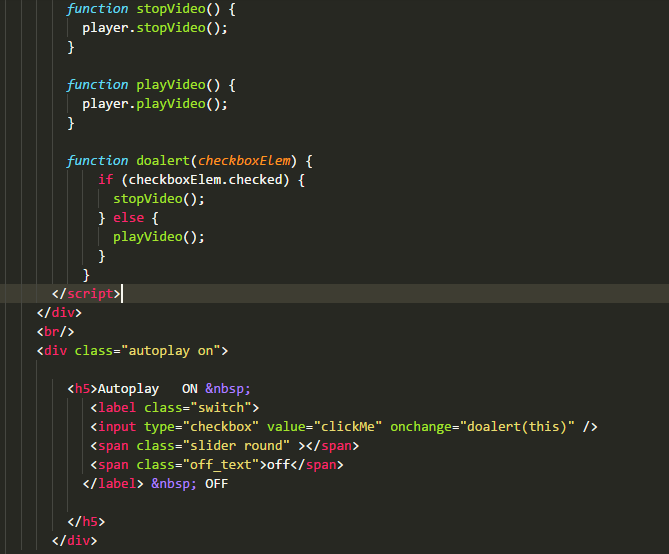 function stopVideo() {
player.stopVideo();
}
function playVideo() {
player.playVideo();
}
function doalert(checkboxElem) {
if (checkboxElem.checked) {
stopVideo();
} else {
playVideo();
}
}
</script>
</div>
<br/>
<div class="autoplay on">
<h5>Autoplay   ON &nbsp;
<label class="switch">
<input type="checkbox" value="clickMe" onchange="doalert(this)" />
<span class="slider round" ></span>
<span class="off_text">off</span>
</label> &nbsp; OFF
</h5>
</div>